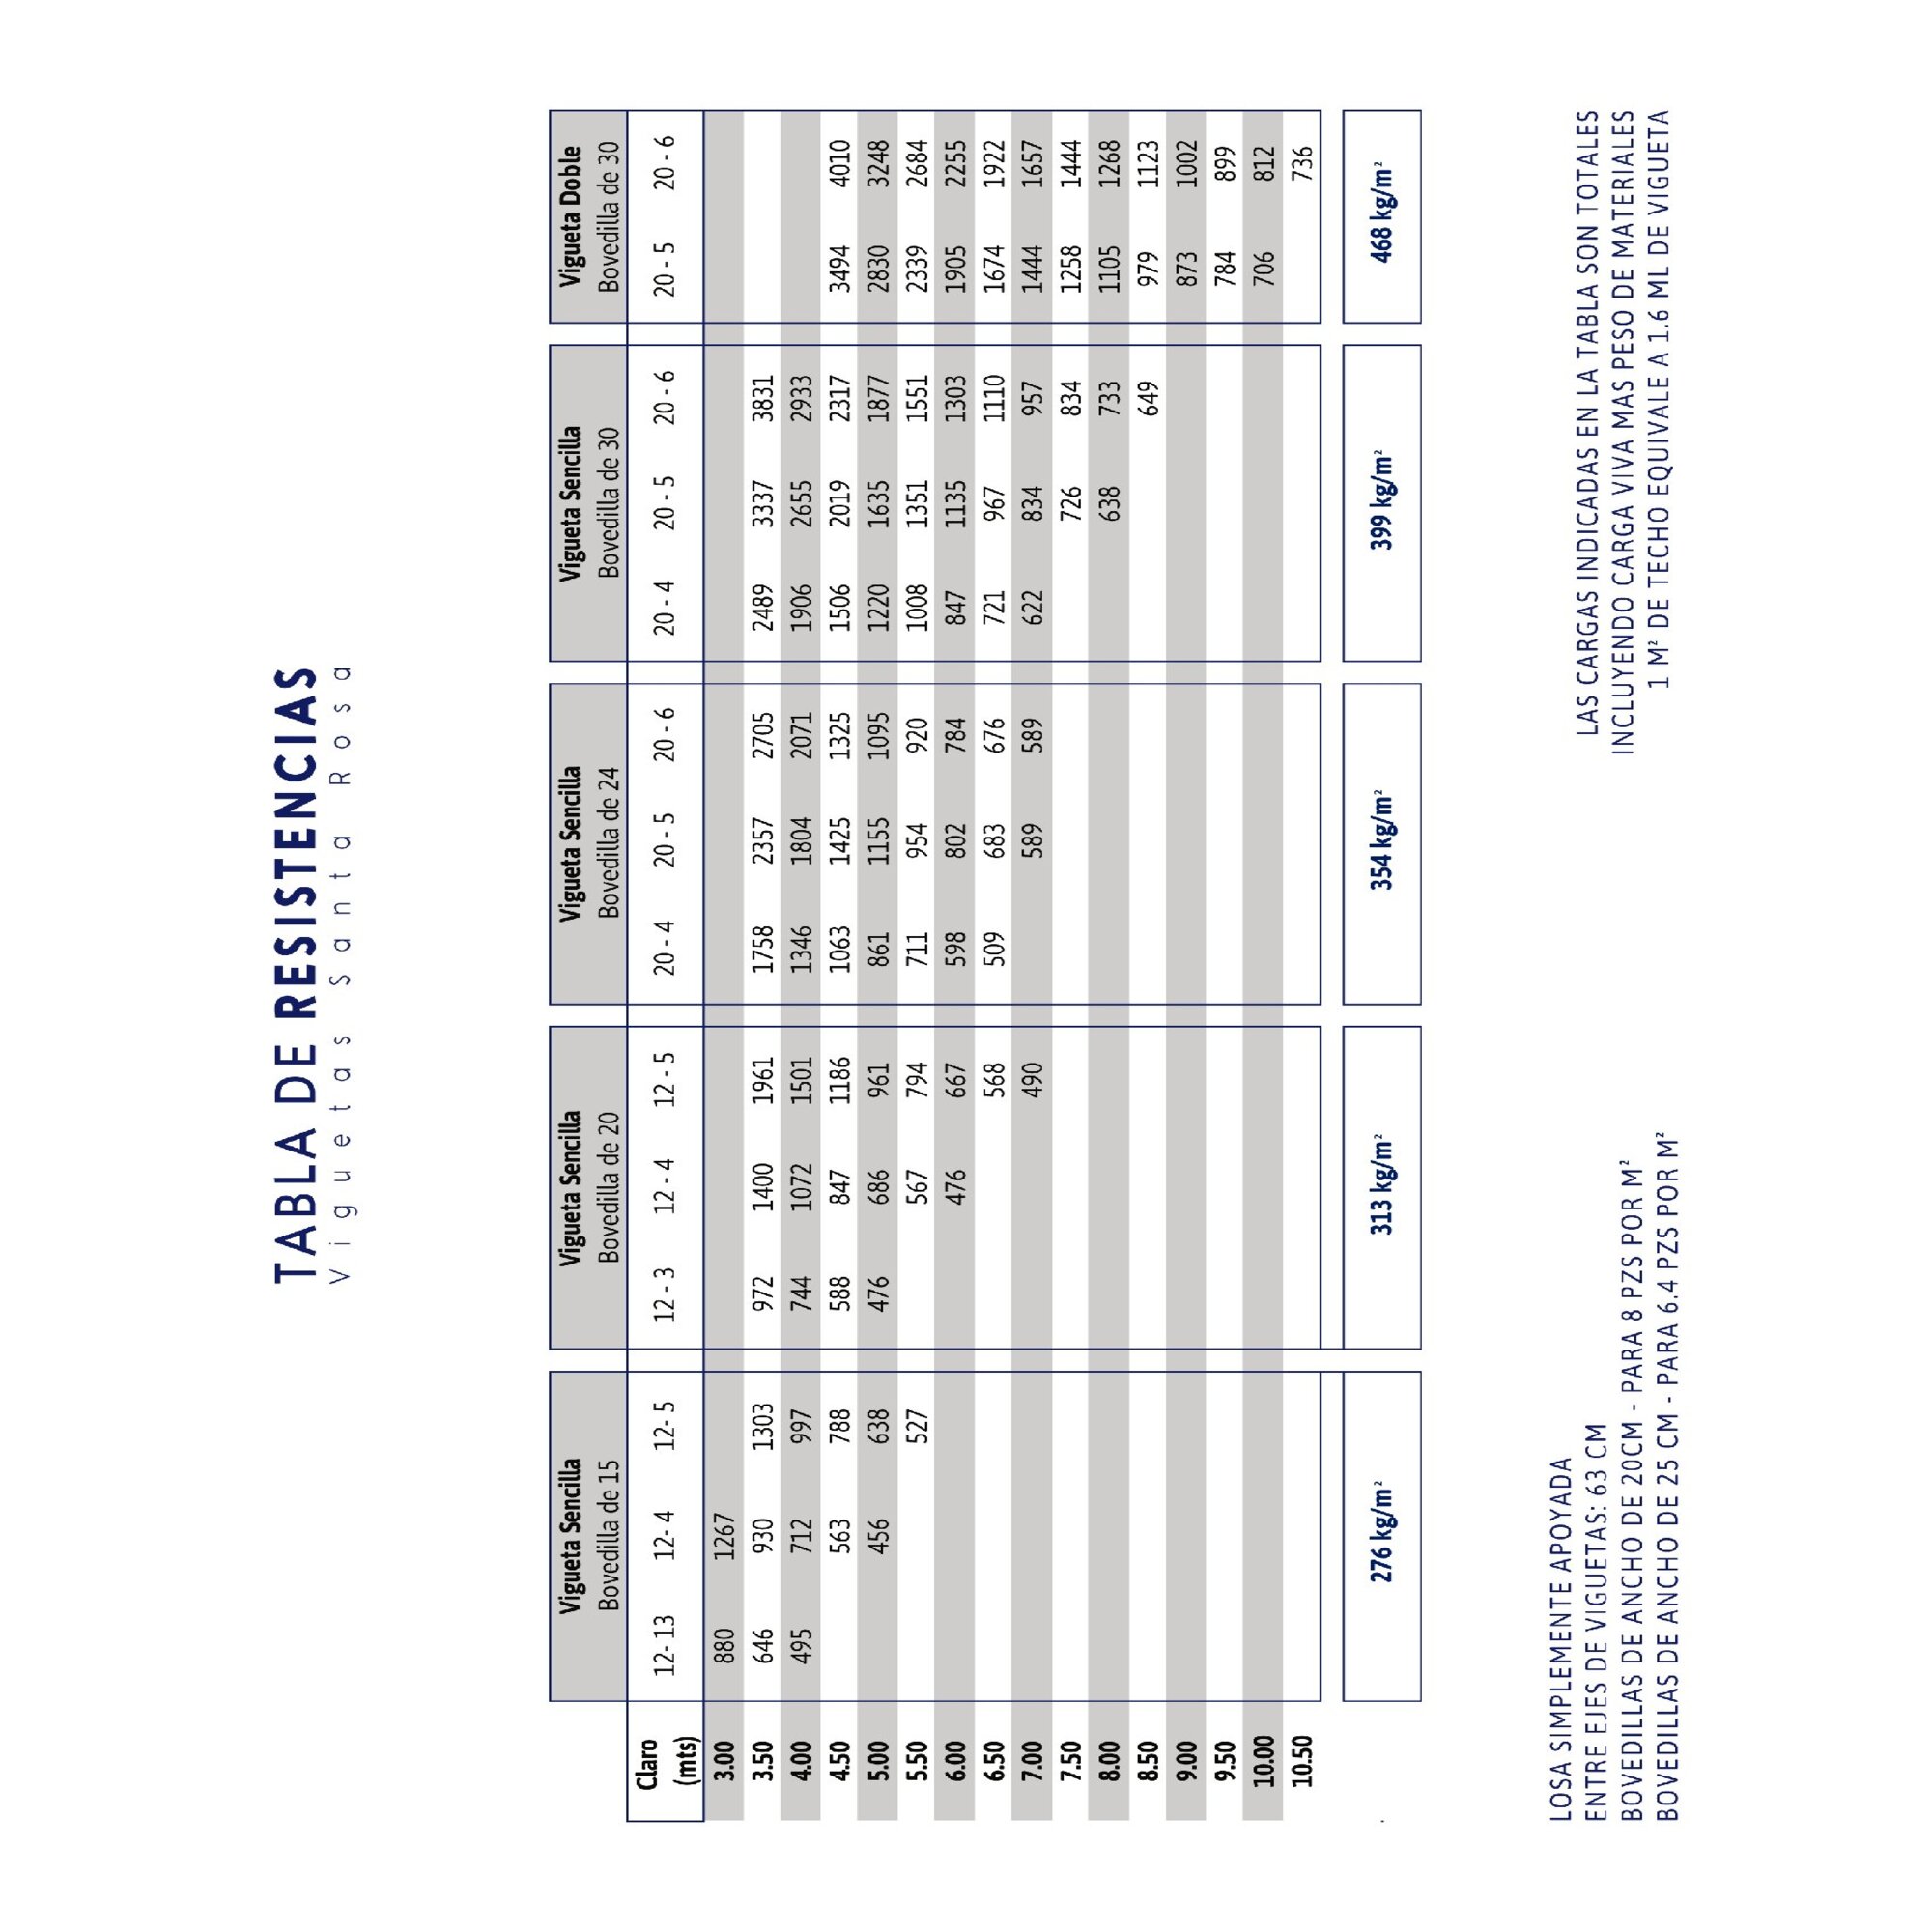 TABLA DE RESISTENCIAS
Viguetas Santa Rosa
Vigueta Sencilla Vigueta Sencilla Vigueta Sencilla Vigueta Sencilla Vigueta Doble
Bovedilla de 15 Bovedilla de 20 Bovedilla de 24 Bovedilla de 30 Bovedilla de 30
Claro
(mts) 12- 13 12- 4 12- 5 12 - 3 12 - 4 12 - 5 20 - 4 20 - 5 20 - 6 20 - 4 20 - 5 20 - 6 20 - 5 20 - 6
3.00 880 1267
3.50 646 930 1303 972 1400 1961 1758 2357 2705 2489 3337 3831
4.00 495 712 997 744 1072 1501 1346 1804 2071 1906 2655 2933
4.50 563 788 588 847 1186 1063 1425 1325 1506 2019 2317 3494 4010
5.00 456 638 476 686 961 861 1155 1095 1220 1635 1877 2830 3248
5.50 527 567 794 711 954 920 1008 1351 1551 2339 2684
6.00 476 667 598 802 784 847 1135 1303 1905 2255
6.50 568 509 683 676 721 967 1110 1674 1922
7.00 490 589 589 622 834 957 1444 1657
7.50 726 834 1258 1444
8.00 638 733 1105 1268
8.50 649 979 1123
9.00 873 1002
9.50 784 899
10.00 706 812
10.50 736
276 kg/m² 313 kg/m² 354 kg/m² 399 kg/m² 468 kg/m²
LOSA SIMPLEMENTE APOYADA
ENTRE EJES DE VIGUETAS: 63 CM
BOVEDILLAS DE ANCHO DE 20CM - PARA 8 PZS POR M²
BOVEDILLAS DE ANCHO DE 25 CM - PARA 6.4 PZS POR M²
LAS CARGAS INDICADAS EN LA TABLA SON TOTALES
INCLUYENDO CARGA VIVA MAS PESO DE MATERIALES
1 M² DE TECHO EQUIVALE A 1.6 ML DE VIGUETA